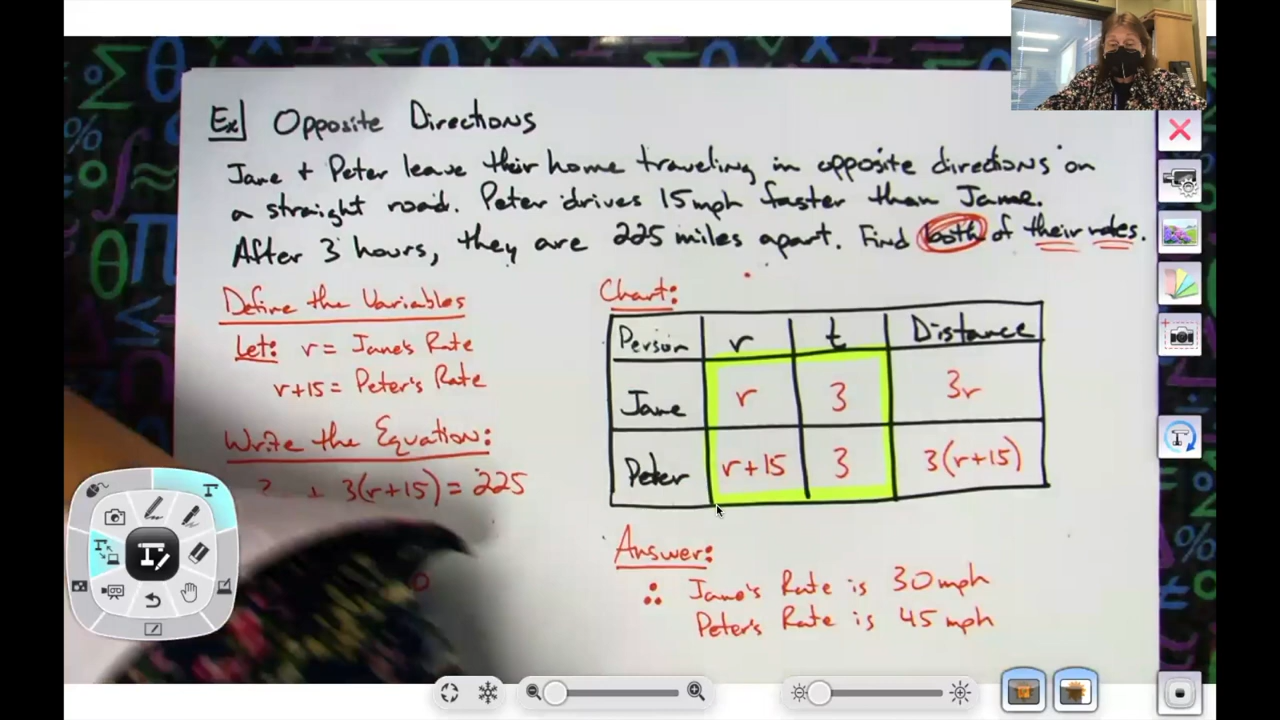 Ex Opposite Directions
Jane + Peter leave their home traveling in opposite directions on
a straight road. Peter drives 15mph faster than Jane.
After 3 hours, they are 225 miles apart. Find both of their rates.
Define the Variables
Let: r = Jane's Rate
r+15 = Peter's Rate
Write the Equation:
+ 3(r+15) = 225
Chart:
Person r t Distance
Jane r 3 3r
Peter r+15 3 3(r+15)
Answer:
∴ Jane's Rate is 30mph
Peter's Rate is 45 mph